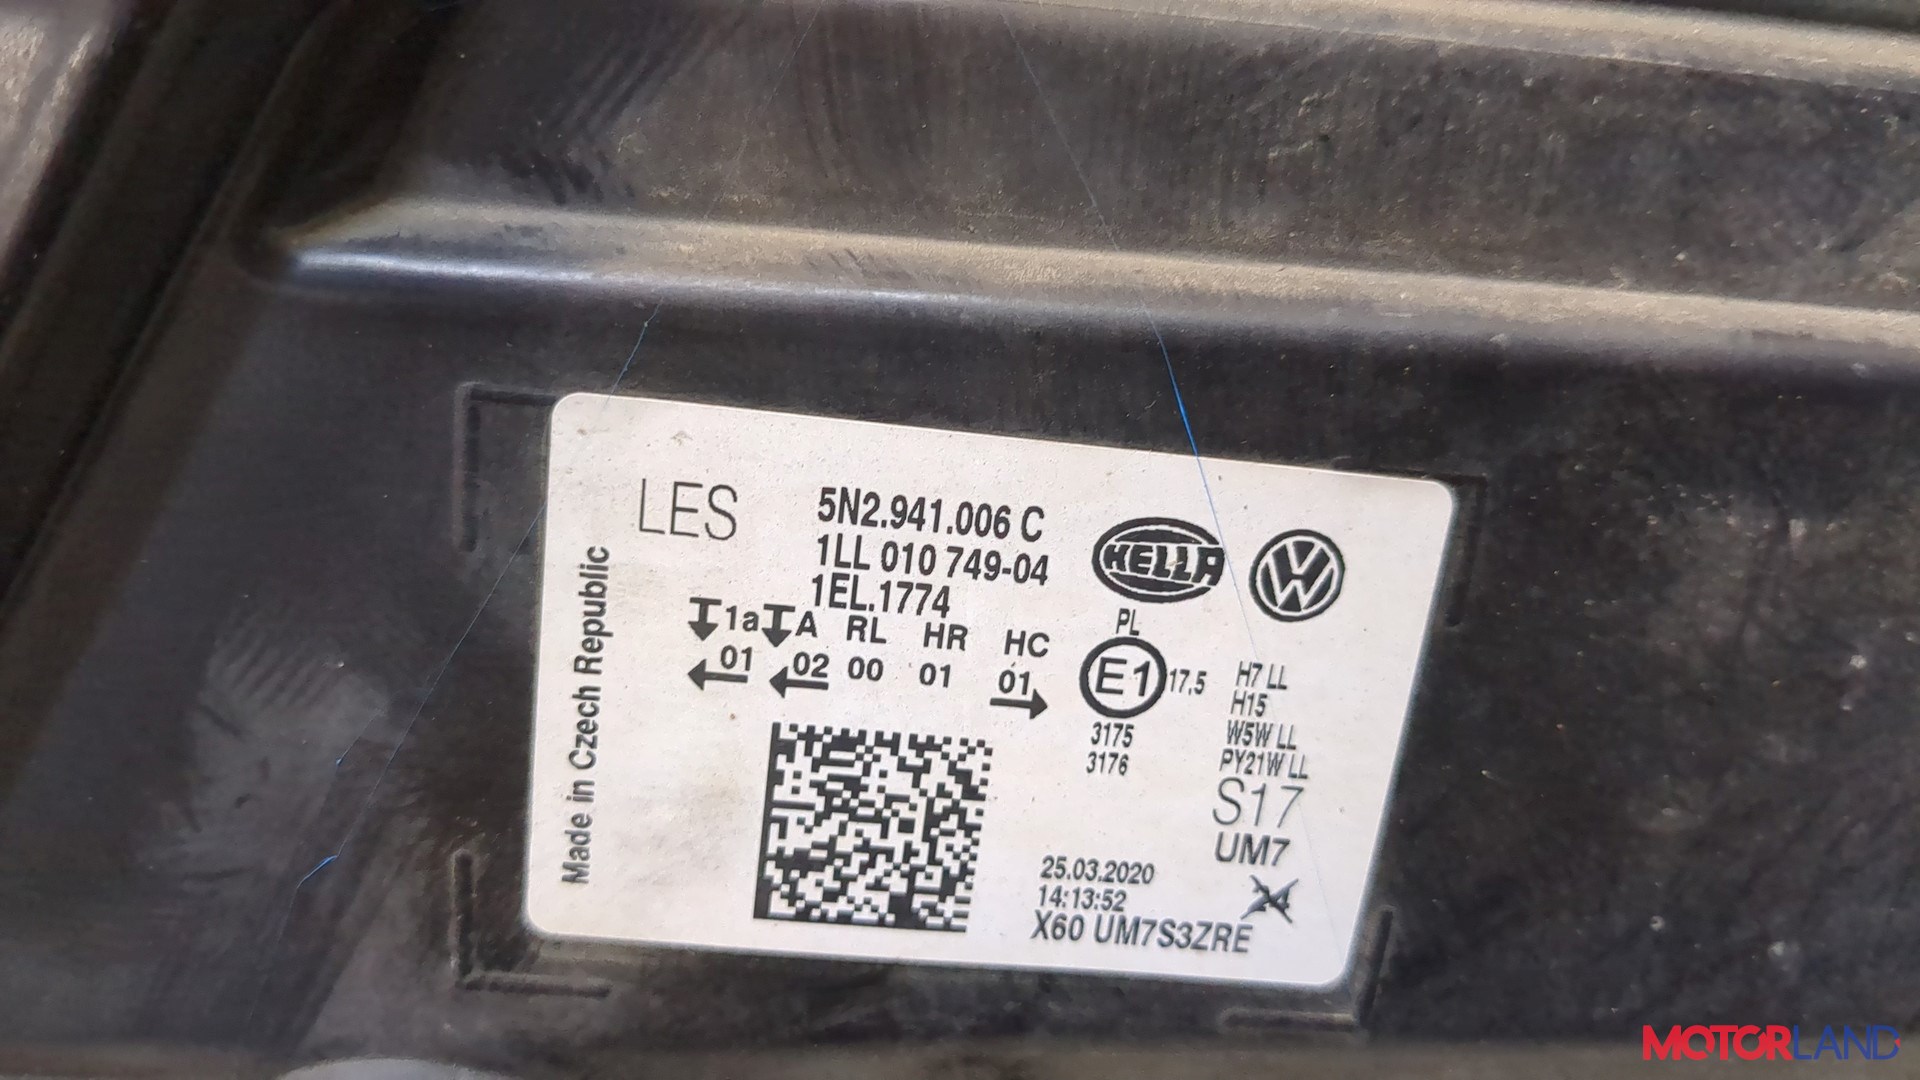 LES
5N2.941.006 C
1LL 010 749-04
1EL.1774
HELLA
VW
Made in Czech Republic
1a A RL HR HC
01 02 00 01 01
PL
E1 17,5
3175
3176
H7 LL
H15
W5W LL
PY21W LL
S17
UM7
24
25.03.2020
14:13:52
X60 UM7S3ZRE
MOTORLAND